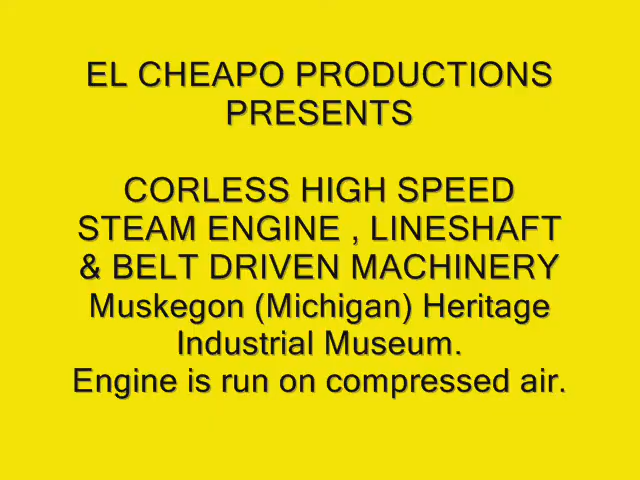 EL CHEAPO PRODUCTIONS
PRESENTS
CORLESS HIGH SPEED
STEAM ENGINE , LINESHAFT
& BELT DRIVEN MACHINERY
Muskegon (Michigan) Heritage
Industrial Museum.
Engine is run on compressed air.